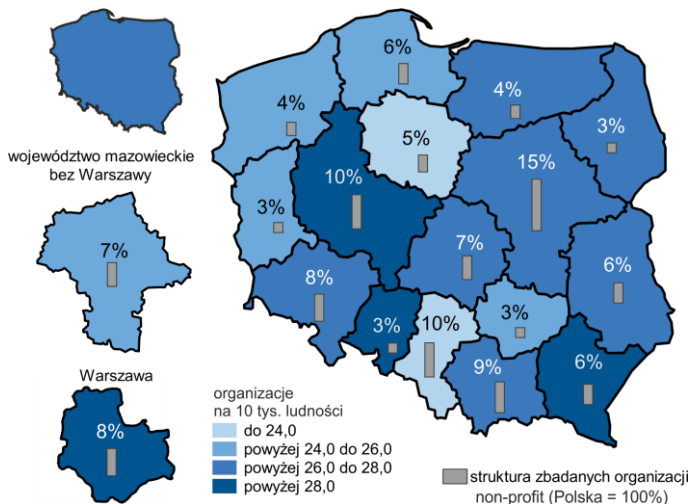 6%
4%
4%
3%
5%
województwo mazowieckie
bez Warszawy
10%
15%
3%
7%
7%
6%
8%
3%
10%
3%
6%
9%
Warszawa
8%
organizacje
na 10 tys. ludności
do 24,0
powyżej 24,0 do 26,0
powyżej 26,0 do 28,0
powyżej 28,0
struktura zbadanych organizacji
non-profit (Polska = 100%)